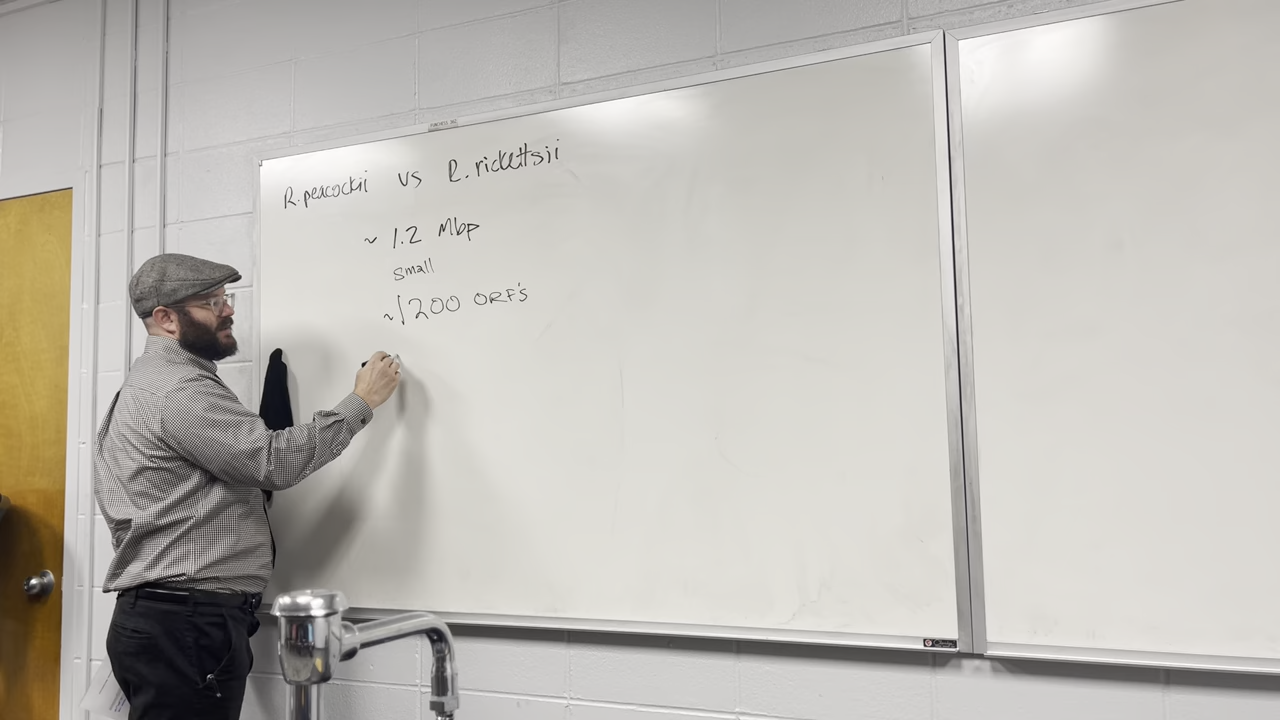 R.peacockii vs R.rickettsii
~ 1.2 Mbp
small
~1200 ORF's